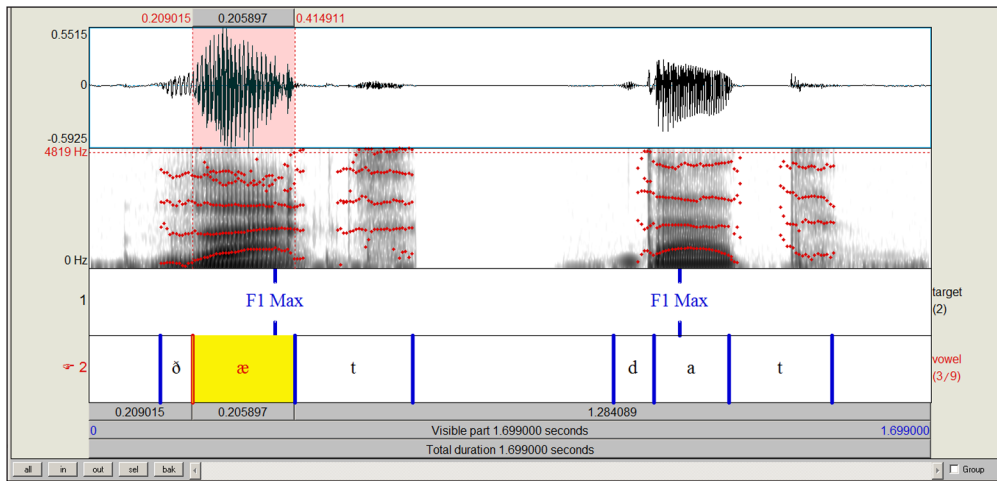 0.209015 0.205897 0.414911
0.5515
0
-0.5925
4819 Hz
0 Hz
1 F1 Max F1 Max target
(2)
☞ 2 ð æ t d a t vowel
(3/9)
0.209015 0.205897 1.284089
0 Visible part 1.699000 seconds 1.699000
Total duration 1.699000 seconds
all in out sel bak Group